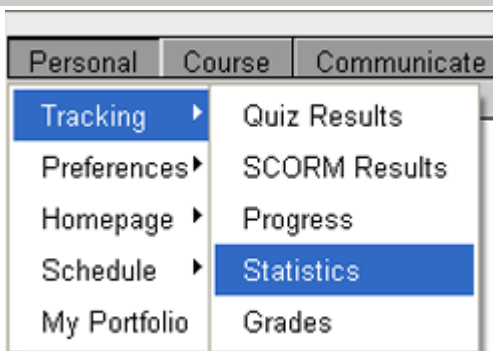 Personal Course Communicate
Tracking
Preferences
Homepage
Schedule
My Portfolio
Quiz Results
SCORM Results
Progress
Statistics
Grades